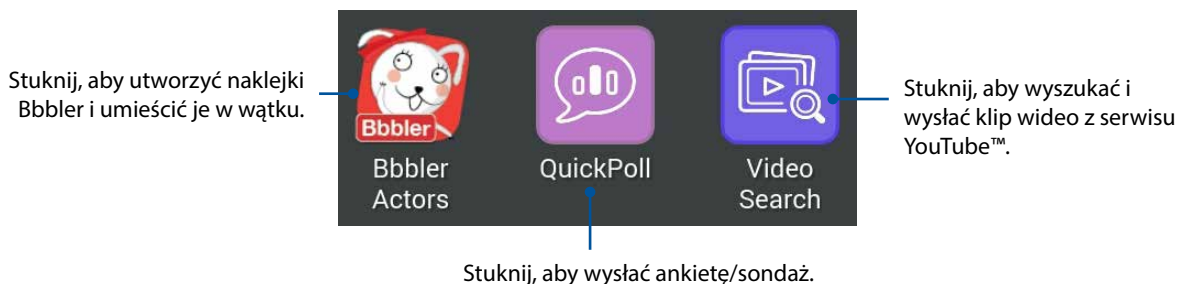 Stuknij, aby utworzyć naklejki
Bbbler i umieścić je w wątku.
Bbbler
Bbbler
Actors
QuickPoll
Video
Search
Stuknij, aby wyszukać i
wysłać klip wideo z serwisu
YouTube™.
Stuknij, aby wysłać ankietę/sondaż.